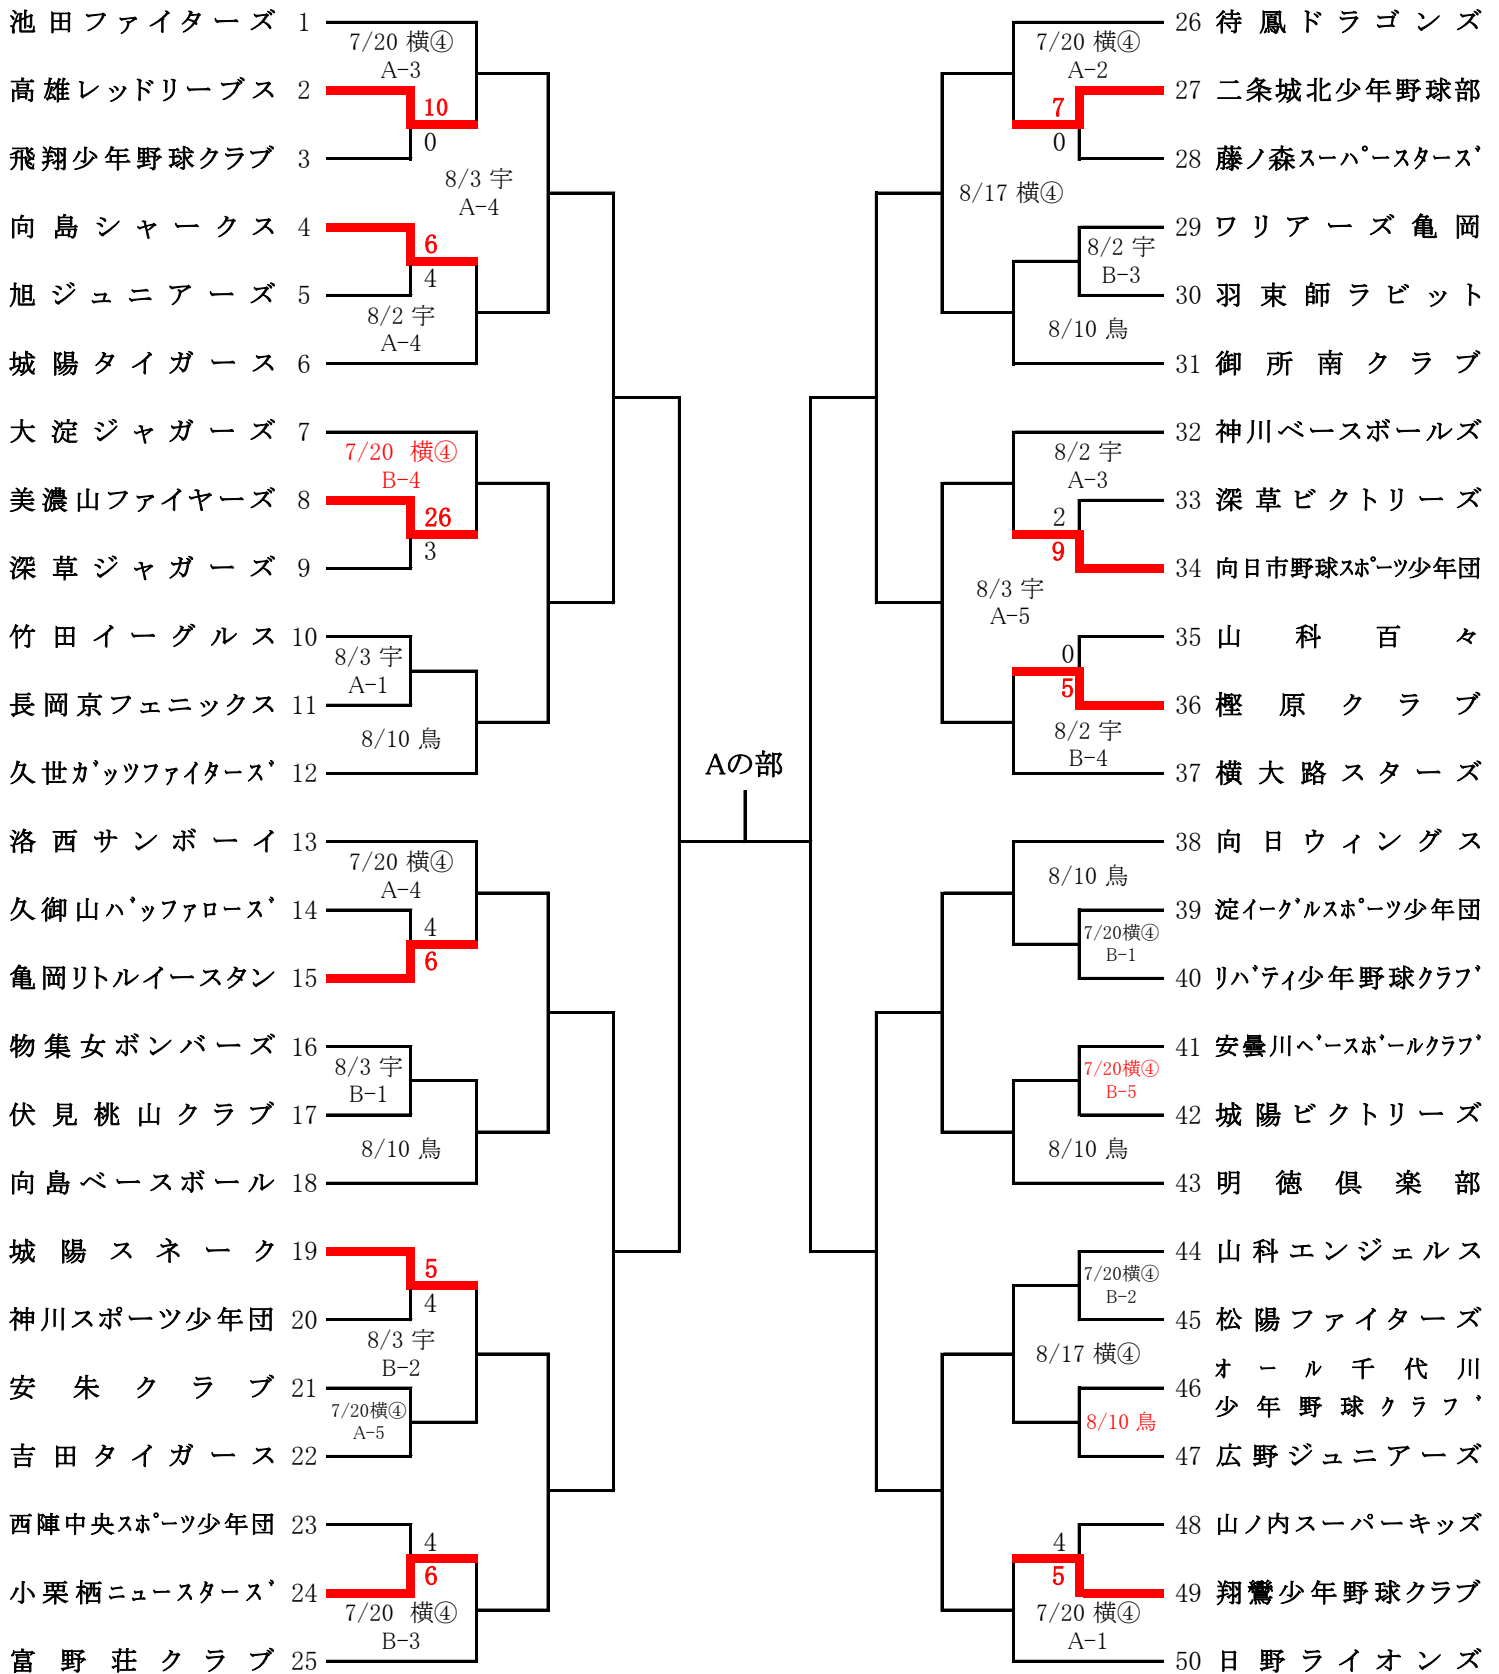 池田ファイターズ 1
7/20 横④
A-3
高雄レッドリーブス 2
10
0
飛翔少年野球クラブ 3
8/3 宇
A-4
向島シャークス 4
6
4
旭ジュニアーズ 5
8/2 宇
A-4
城陽タイガース 6
大淀ジャガーズ 7
7/20 横④
B-4
美濃山ファイヤーズ 8
26
3
深草ジャガーズ 9
竹田イーグルス 10
8/3 宇
A-1
長岡京フェニックス 11
8/10 鳥
久世ガッツファイターズ 12
洛西サンボーイ 13
7/20 横④
A-4
久御山バッファローズ 14
4
6
亀岡リトルイースタン 15
物集女ボンバーズ 16
8/3 宇
B-1
伏見桃山クラブ 17
8/10 鳥
向島ベースボール 18
城陽スネーク 19
5
4
神川スポーツ少年団 20
8/3 宇
B-2
安朱クラブ 21
7/20横④
A-5
吉田タイガース 22
西陣中央スポーツ少年団 23
4
6
小栗栖ニュースターズ 24
7/20 横④
B-3
富野荘クラブ 25
Aの部
26 待鳳ドラゴンズ
7/20 横④
A-2
27 二条城北少年野球部
7
0
28 藤ノ森スーパースターズ
8/17 横④
29 ワリアーズ亀岡
8/2 宇
B-3
30 羽束師ラビット
8/10 鳥
31 御所南クラブ
32 神川ベースボールズ
8/2 宇
A-3
33 深草ビクトリーズ
2
9
34 向日市野球スポーツ少年団
8/3 宇
A-5
35 山科百々
0
5
36 樫原クラブ
8/2 宇
B-4
37 横大路スターズ
38 向日ウィングス
8/10 鳥
39 淀イーグルスポーツ少年団
7/20横④
B-1
40 リバティ少年野球クラブ
41 安曇川ベースボールクラブ
7/20横④
B-5
42 城陽ビクトリーズ
8/10 鳥
43 明徳倶楽部
44 山科エンジェルス
7/20横④
B-2
45 松陽ファイターズ
8/17 横④
46 オール千代川
少年野球クラブ
8/10 鳥
47 広野ジュニアーズ
48 山ノ内スーパーキッズ
4
5
49 翔鸞少年野球クラブ
7/20 横④
A-1
50 日野ライオンズ